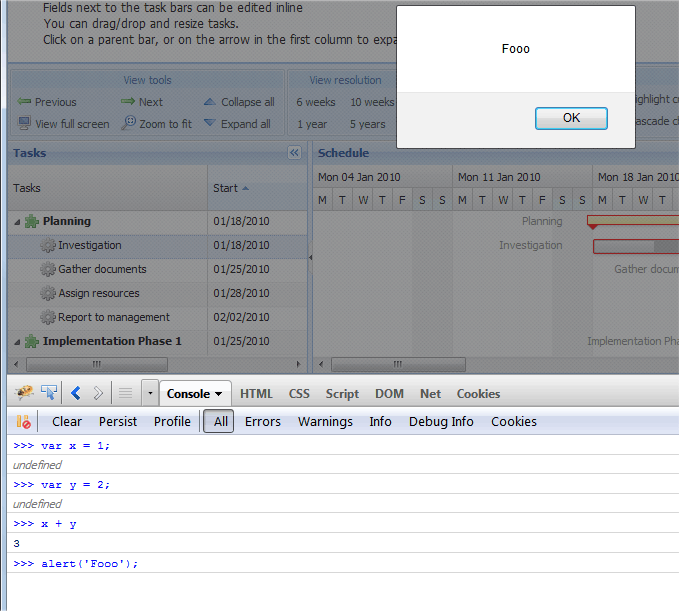 Fields next to the task bars can be edited inline
You can drag/drop and resize tasks.
Click on a parent bar, or on the arrow in the first column to expa
Fooo
OK
View tools
View resolution
Previous Next Collapse all 6 weeks 10 weeks ighlight c
View full screen Zoom to fit Expand all 1 year 5 years ascade ch
Tasks Schedule
Tasks Start Mon 04 Jan 2010 Mon 11 Jan 2010 Mon 18 Jan 2010
M T W T F S S M T W T F S S M T W T
Planning 01/18/2010 Planning
Investigation 01/18/2010 Investigation
Gather documents 01/25/2010 Gather docum
Assign resources 01/28/2010
Report to management 02/02/2010
Implementation Phase 1 01/25/2010 Implementation Pha
Console HTML CSS Script DOM Net Cookies
Clear Persist Profile All Errors Warnings Info Debug Info Cookies
>>> var x = 1;
undefined
>>> var y = 2;
undefined
>>> x + y
3
>>> alert('Fooo');